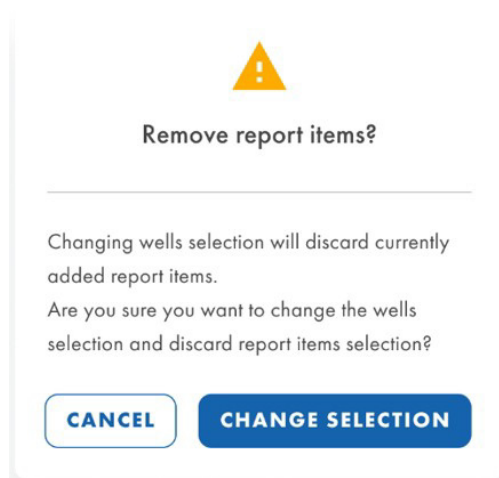 Remove report items?
Changing wells selection will discard currently
added report items.
Are you sure you want to change the wells
selection and discard report items selection?
CANCEL
CHANGE SELECTION